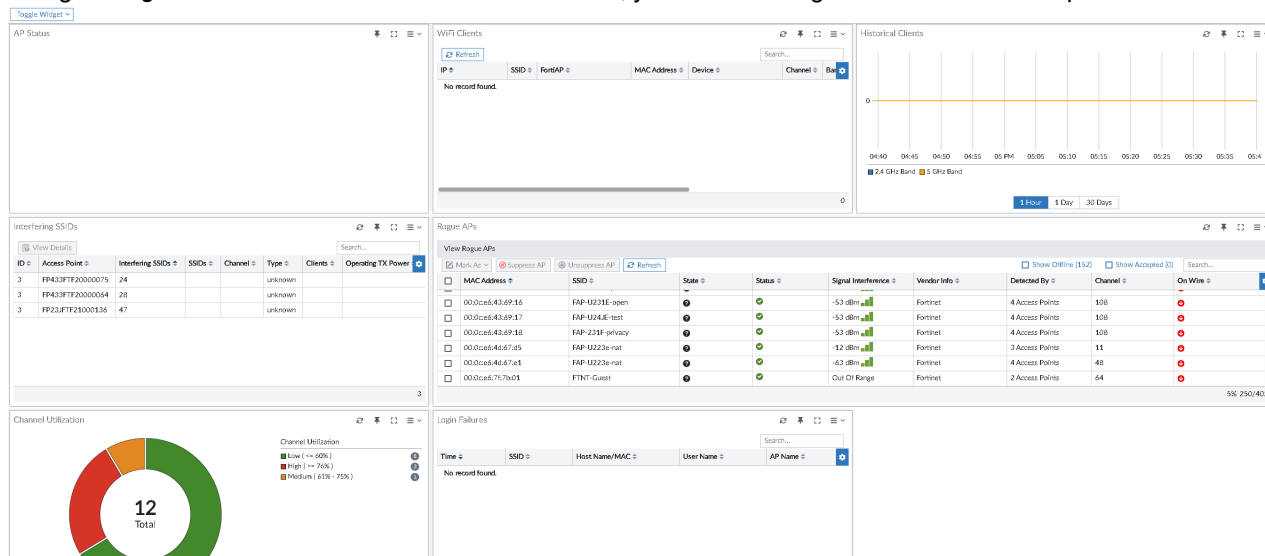 Toggle Widget
AP Status
WiFi Clients
Refresh
Search...
IP SSID FortiAP MAC Address Device Channel Ban
No record found.
0
Historical Clients
0
04:40 04:45 04:50 04:55 05 PM 05:05 05:10 05:15 05:20 05:25 05:30 05:35 05:4
2.4 GHz Band 5 GHz Band
1 Hour 1 Day 30 Days
Interfering SSIDs
View Details
Search...
ID Access Point Interfering SSIDs SSIDs Channel Type Clients Operating TX Power
3 FP433FTF20000075 24 unknown
3 FP433FTF20000064 28 unknown
3 FP23JFTF21000136 47 unknown
3
Rogue APs
View Rogue APs
Mark As Suppress AP Unsuppress AP Refresh Show Offline (152) Show Accepted (0) Search...
MAC Address SSID State Status Signal Interference Vendor Info Detected By Channel On Wire
00:0c:e6:43:69:16 FAP-U231E-open -53 dBm Fortinet 4 Access Points 108
00:0c:e6:43:69:17 FAP-U24JE-test -53 dBm Fortinet 4 Access Points 108
00:0c:e6:43:69:18 FAP-231F-privacy -53 dBm Fortinet 4 Access Points 108
00:0c:e6:4d:67:d5 FAP-U223e-nat -12 dBm Fortinet 3 Access Points 11
00:0c:e6:4d:67:e1 FAP-U223e-nat -63 dBm Fortinet 4 Access Points 48
00:0c:e6:7f:7b:01 FTNT-Guest Out Of Range Fortinet 2 Access Points 64
5% 250/40
Channel Utilization
12
Total
Channel Utilization
Low ( <= 60% )
High ( >= 76% )
Medium ( 61% - 75% )
Login Failures
Search...
Time SSID Host Name/MAC User Name AP Name
No record found.